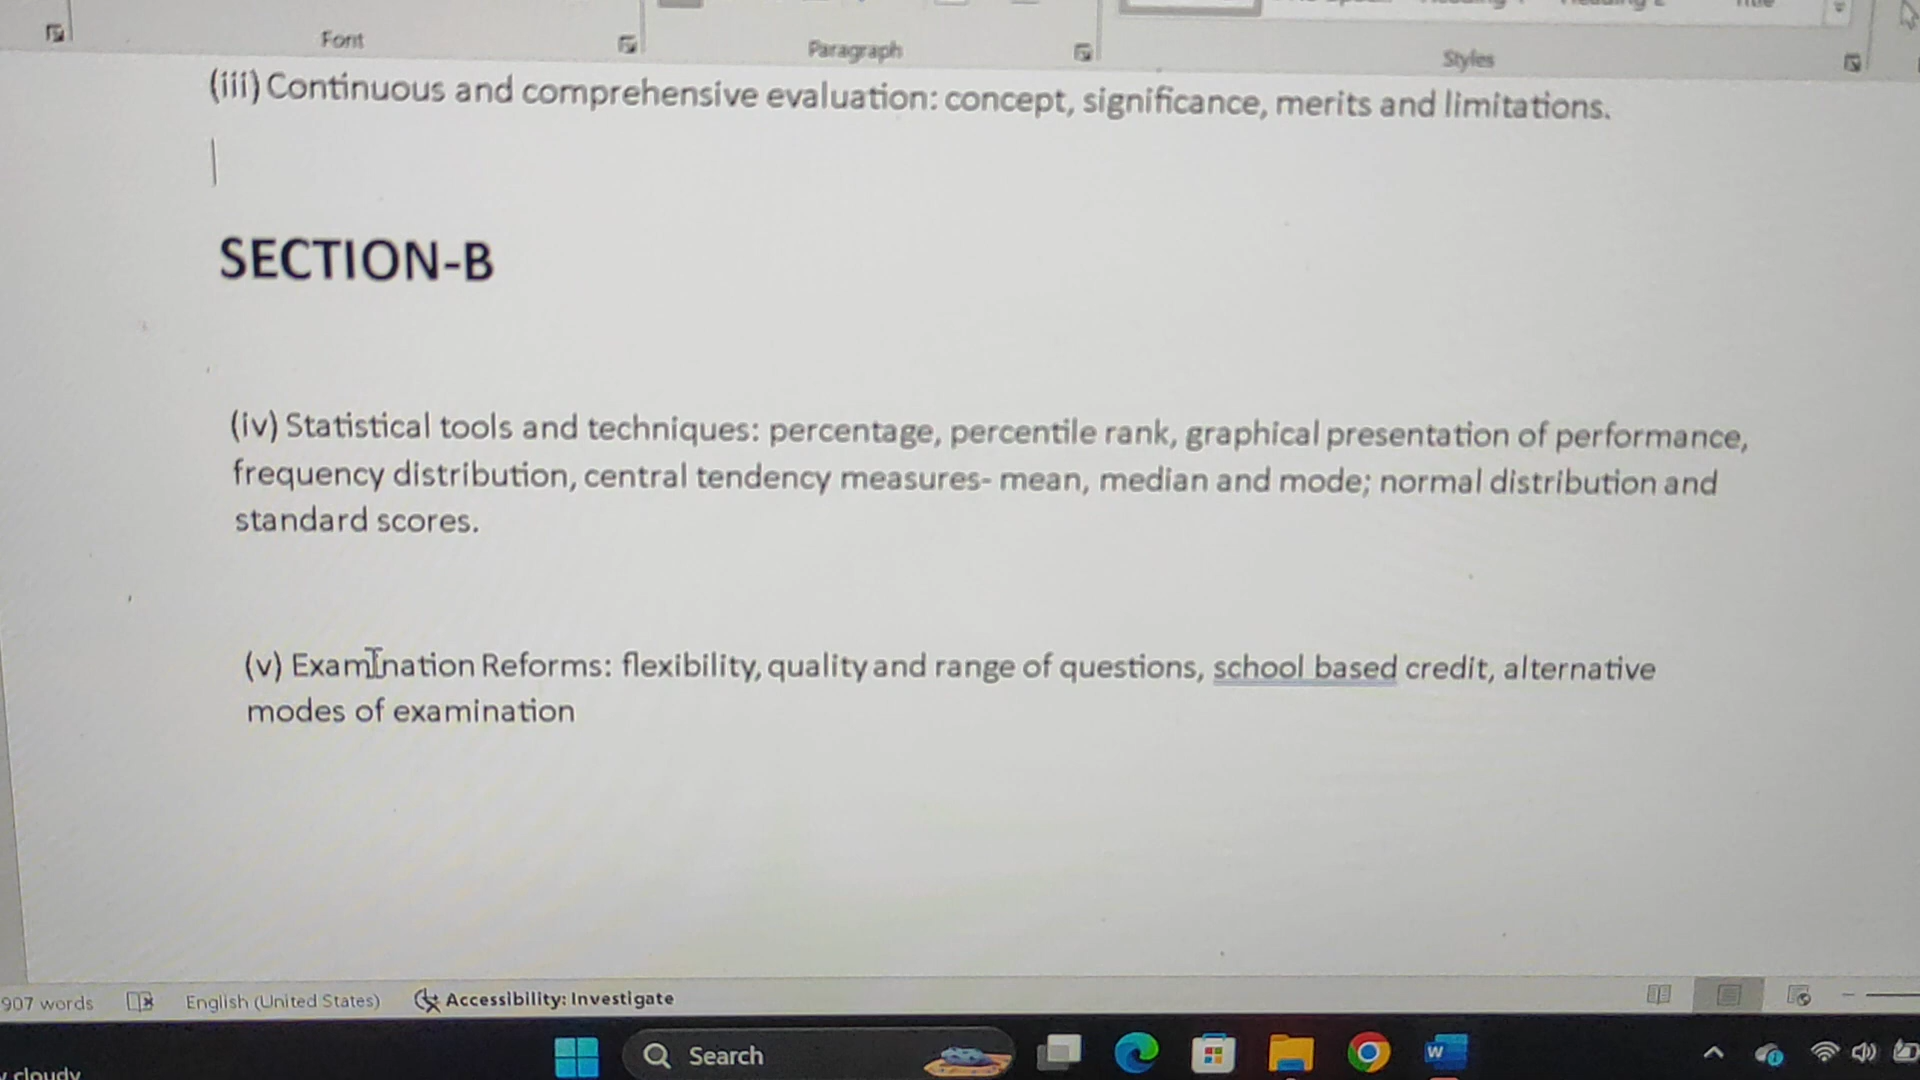 Font
Paragraph
Styles
(iii) Continuous and comprehensive evaluation: concept, significance, merits and limitations.
SECTION-B
(iv) Statistical tools and techniques: percentage, percentile rank, graphical presentation of performance,
frequency distribution, central tendency measures- mean, median and mode; normal distribution and
standard scores.
(v) Examination Reforms: flexibility, quality and range of questions, school based credit, alternative
modes of examination
907 words
English (United States)
Accessibility: Investigate
Search
cloudy